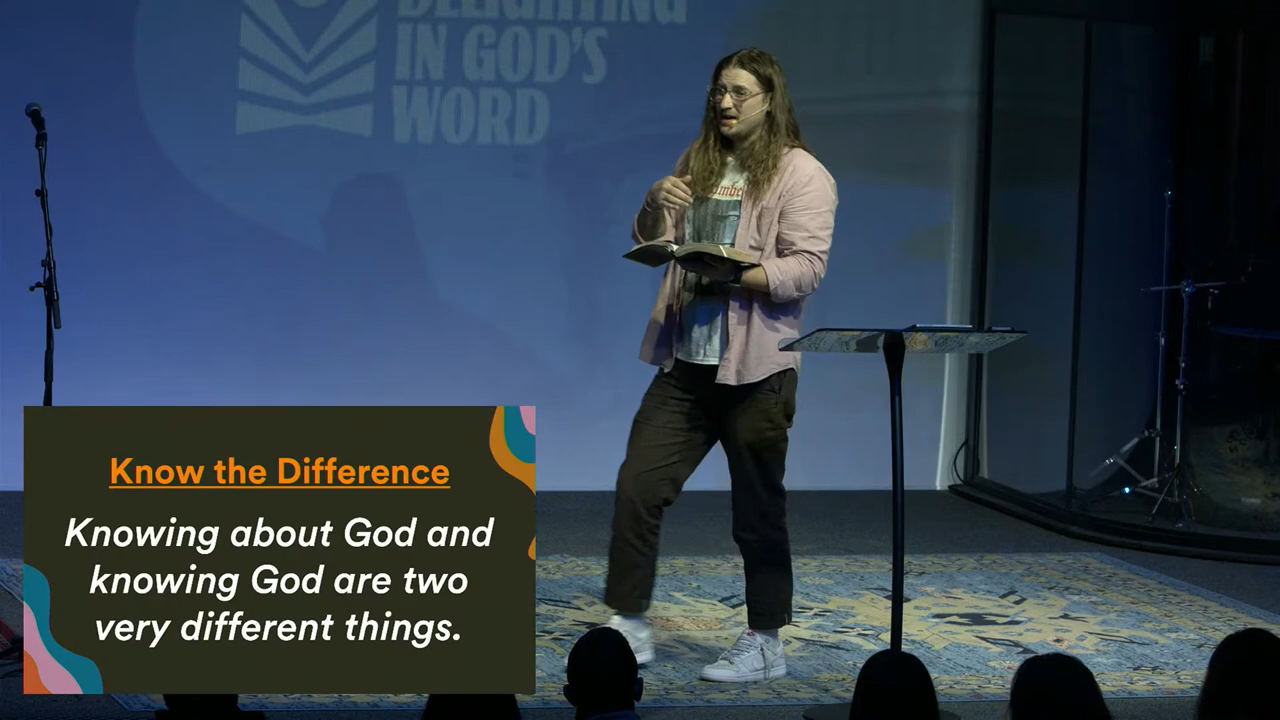 DELIGHTING
IN GOD'S
WORD
Know the Difference
Knowing about God and
knowing God are two
very different things.